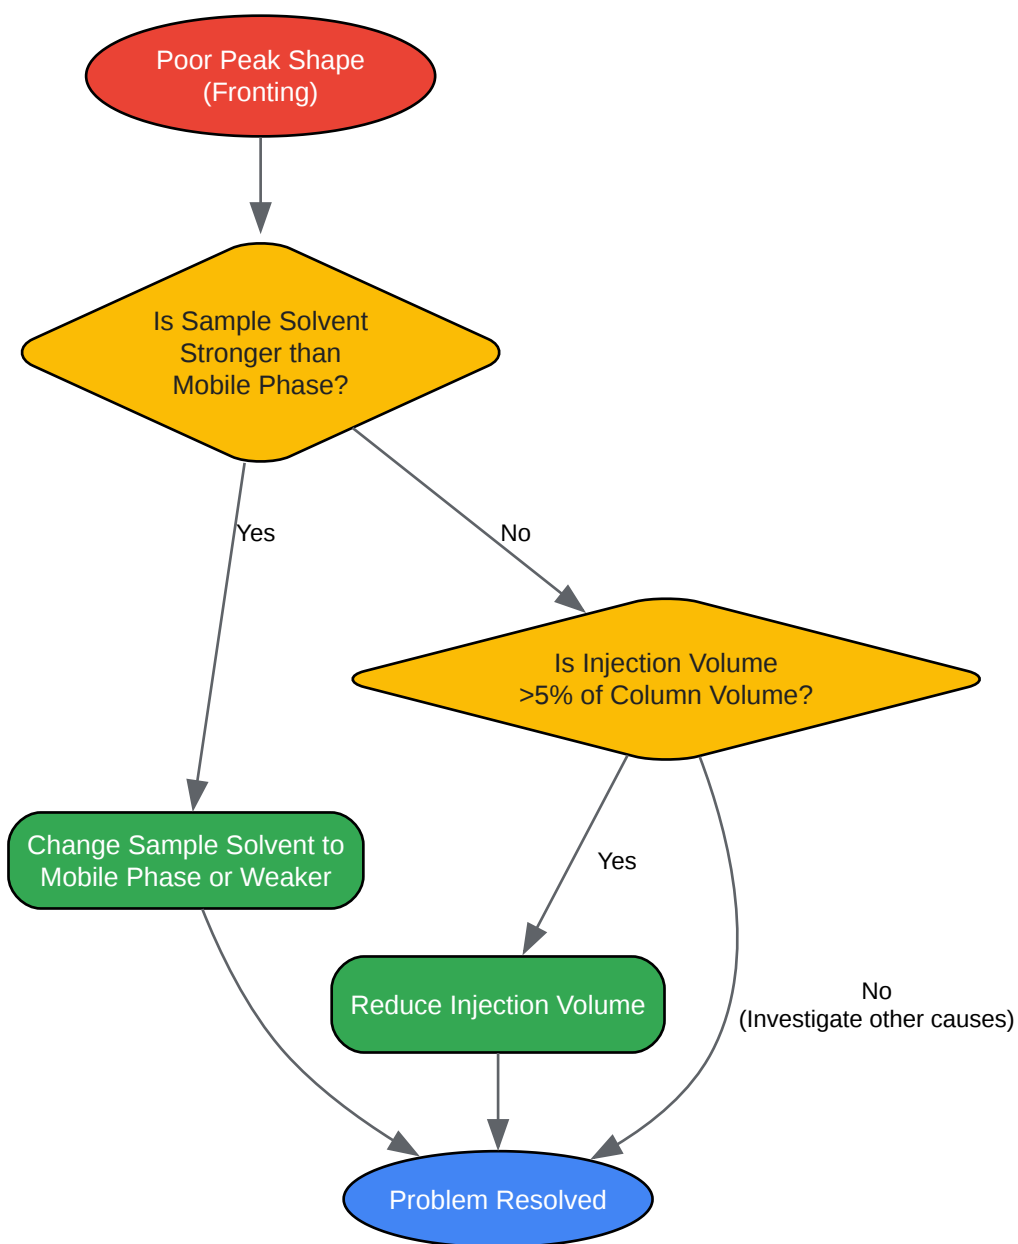 Poor Peak Shape
(Fronting)
Is Sample Solvent
Stronger than
Mobile Phase?
Yes
No
Is Injection Volume
>5% of Column Volume?
Change Sample Solvent to
Mobile Phase or Weaker
Yes
Reduce Injection Volume
No
(Investigate other causes)
Problem Resolved